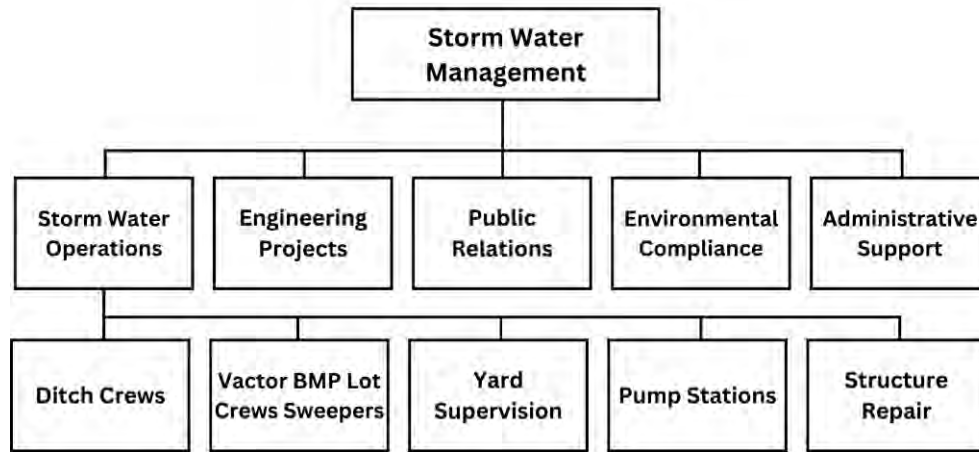 Storm Water
Management
Storm Water
Operations
Engineering
Projects
Public
Relations
Environmental
Compliance
Administrative
Support
Ditch Crews
Vactor BMP Lot
Crews Sweepers
Yard
Supervision
Pump Stations
Structure
Repair